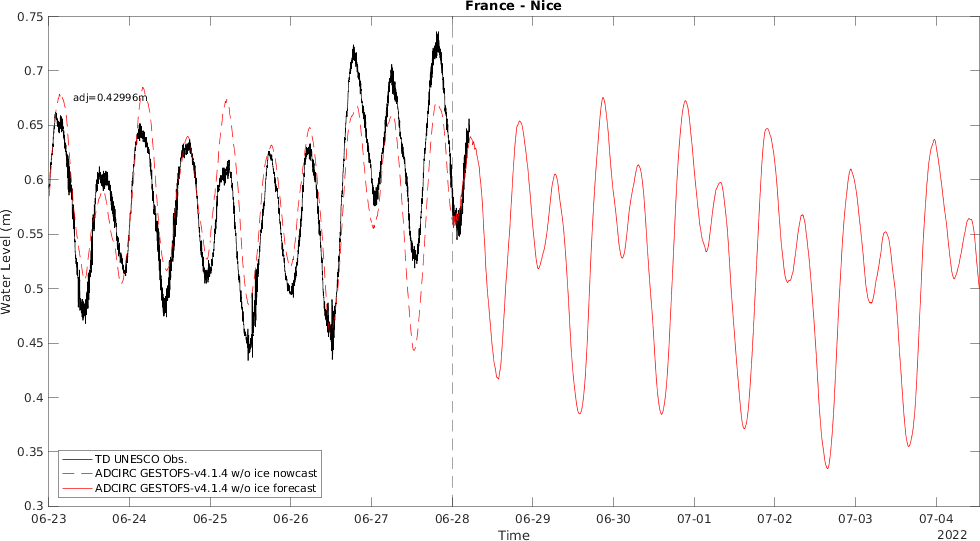 France - Nice
0.75
0.7
0.65
0.6
0.55
0.5
0.45
0.4
0.35
0.3
Water Level (m)
adj=0.42996m
TD UNESCO Obs.
ADCIRC GESTOFS-v4.1.4 w/o ice nowcast
ADCIRC GESTOFS-v4.1.4 w/o ice forecast
06-23 06-24 06-25 06-26 06-27 06-28 06-29 06-30 07-01 07-02 07-03 07-04
Time
2022